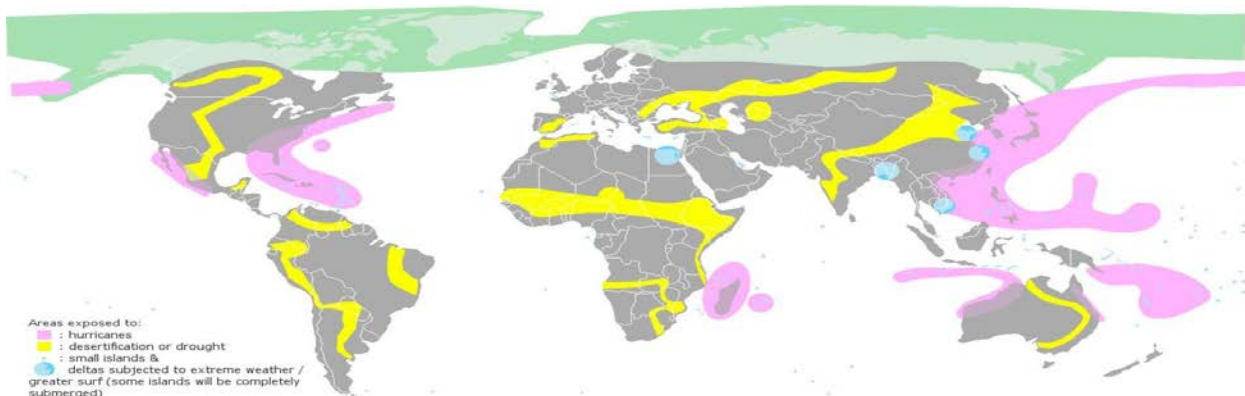 Areas exposed to:
: hurricanes
: desertification or drought
: small islands &
deltas subjected to extreme weather /
greater surf (some islands will be completely
submerged)